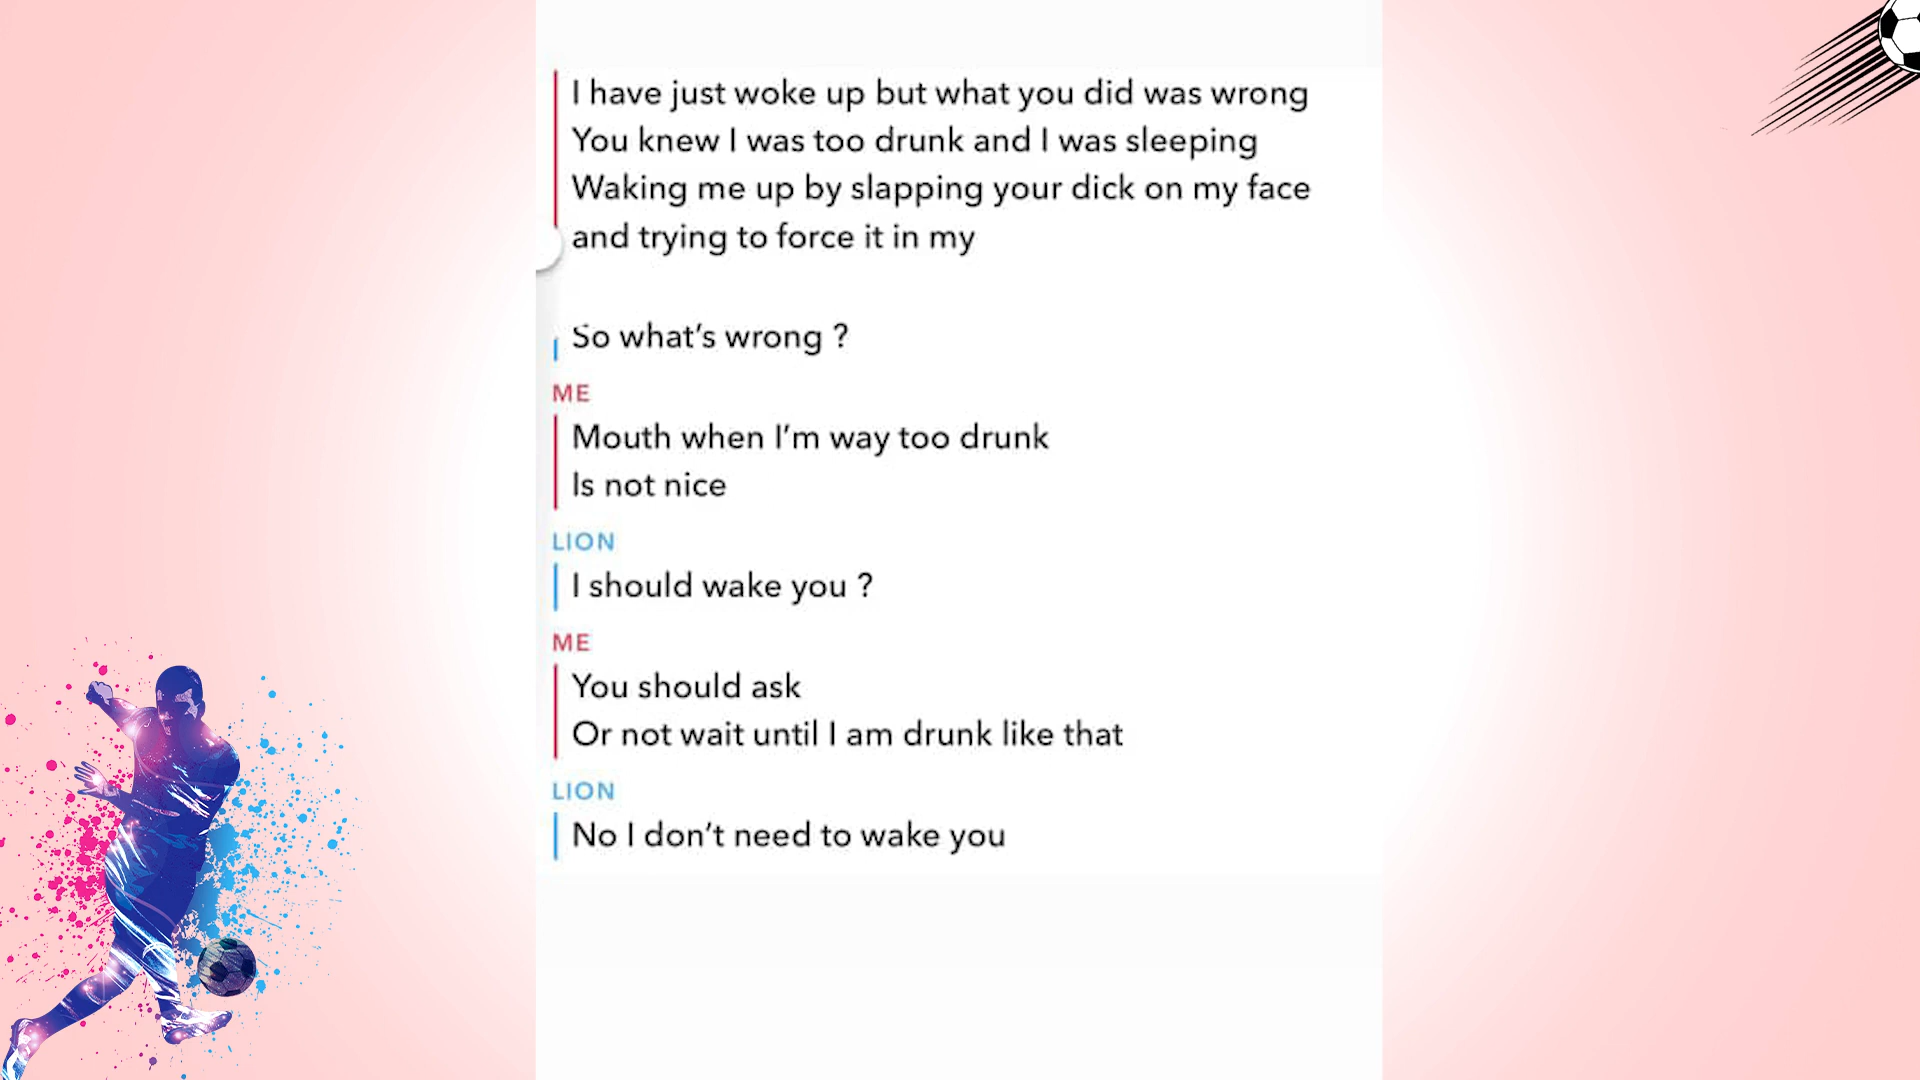 I have just woke up but what you did was wrong
You knew I was too drunk and I was sleeping
Waking me up by slapping your dick on my face
and trying to force it in my
So what's wrong ?
ME
Mouth when I'm way too drunk
Is not nice
LION
I should wake you ?
ME
You should ask
Or not wait until I am drunk like that
LION
No I don't need to wake you